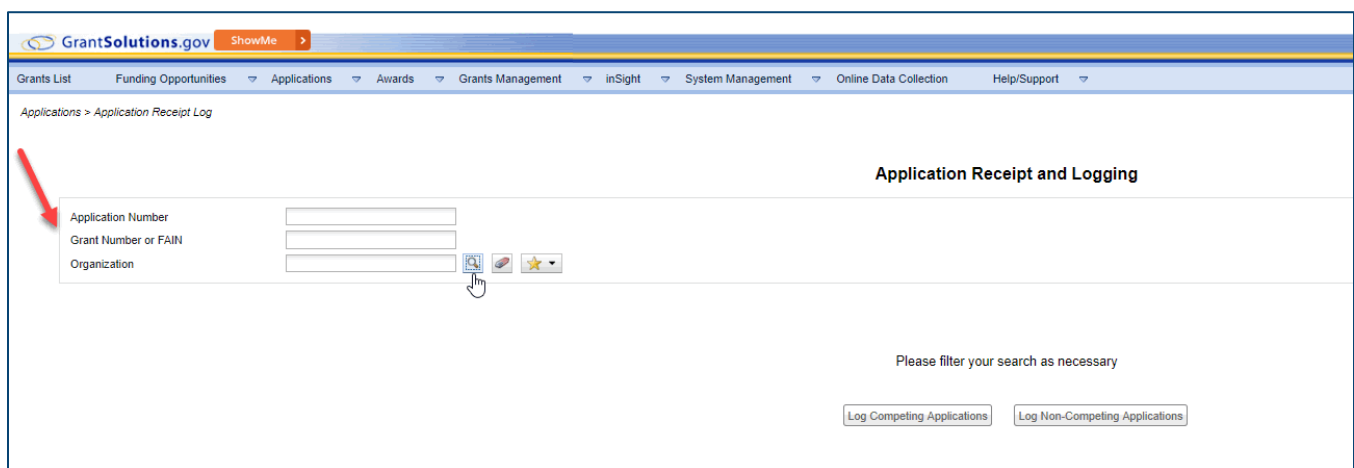 GrantSolutions.gov ShowMe >
Grants List Funding Opportunities Applications Awards Grants Management inSight System Management Online Data Collection Help/Support
Applications > Application Receipt Log
Application Receipt and Logging
Application Number
Grant Number or FAIN
Organization
Please filter your search as necessary
Log Competing Applications Log Non-Competing Applications